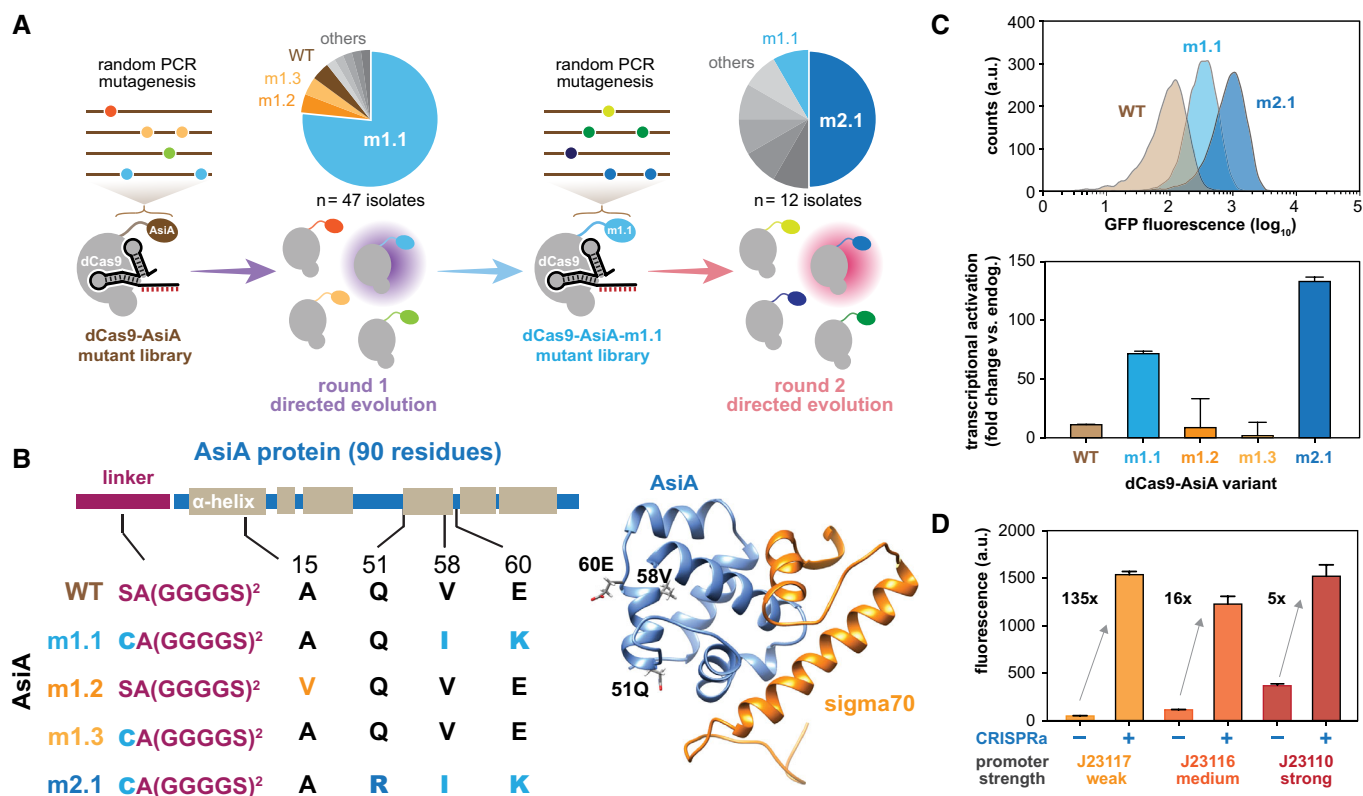 A
random PCR
mutagenesis
others
WT
m1.3
m1.2
m1.1
n= 47 isolates
AsiA
dCas9
dCas9-AsiA
mutant library
round 1
directed evolution
random PCR
mutagenesis
m1.1
others
m2.1
n= 12 isolates
m1.1
dCas9
dCas9-AsiA-m1.1
mutant library
round 2
directed evolution
B
AsiA protein (90 residues)
linker
α-helix
15 51 58 60
WT SA(GGGGS)² A Q V E
m1.1 CA(GGGGS)² A Q I K
m1.2 SA(GGGGS)² V Q V E
m1.3 CA(GGGGS)² A Q V E
m2.1 CA(GGGGS)² A R I K
AsiA
AsiA
60E
58V
51Q
sigma70
C
counts (a.u.)
400
300
200
100
0
WT
m1.1
m2.1
0 1 2 3 4 5
GFP fluorescence (log₁₀)
transcriptional activation
(fold change vs. endog.)
150
100
50
0
WT m1.1 m1.2 m1.3 m2.1
dCas9-AsiA variant
D
fluorescence (a.u.)
2000
1500
1000
500
0
135x
16x
5x
CRISPRa − + − + − +
promoter J23117 J23116 J23110
strength weak medium strong